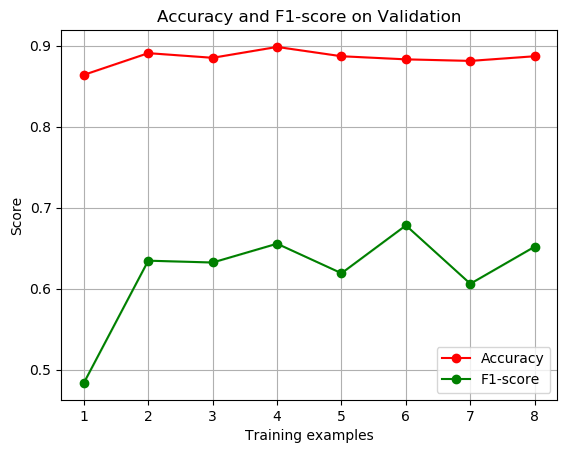 Accuracy and F1-score on Validation
0.9
0.8
0.7
0.6
0.5
Score
Accuracy
F1-score
1 2 3 4 5 6 7 8
Training examples